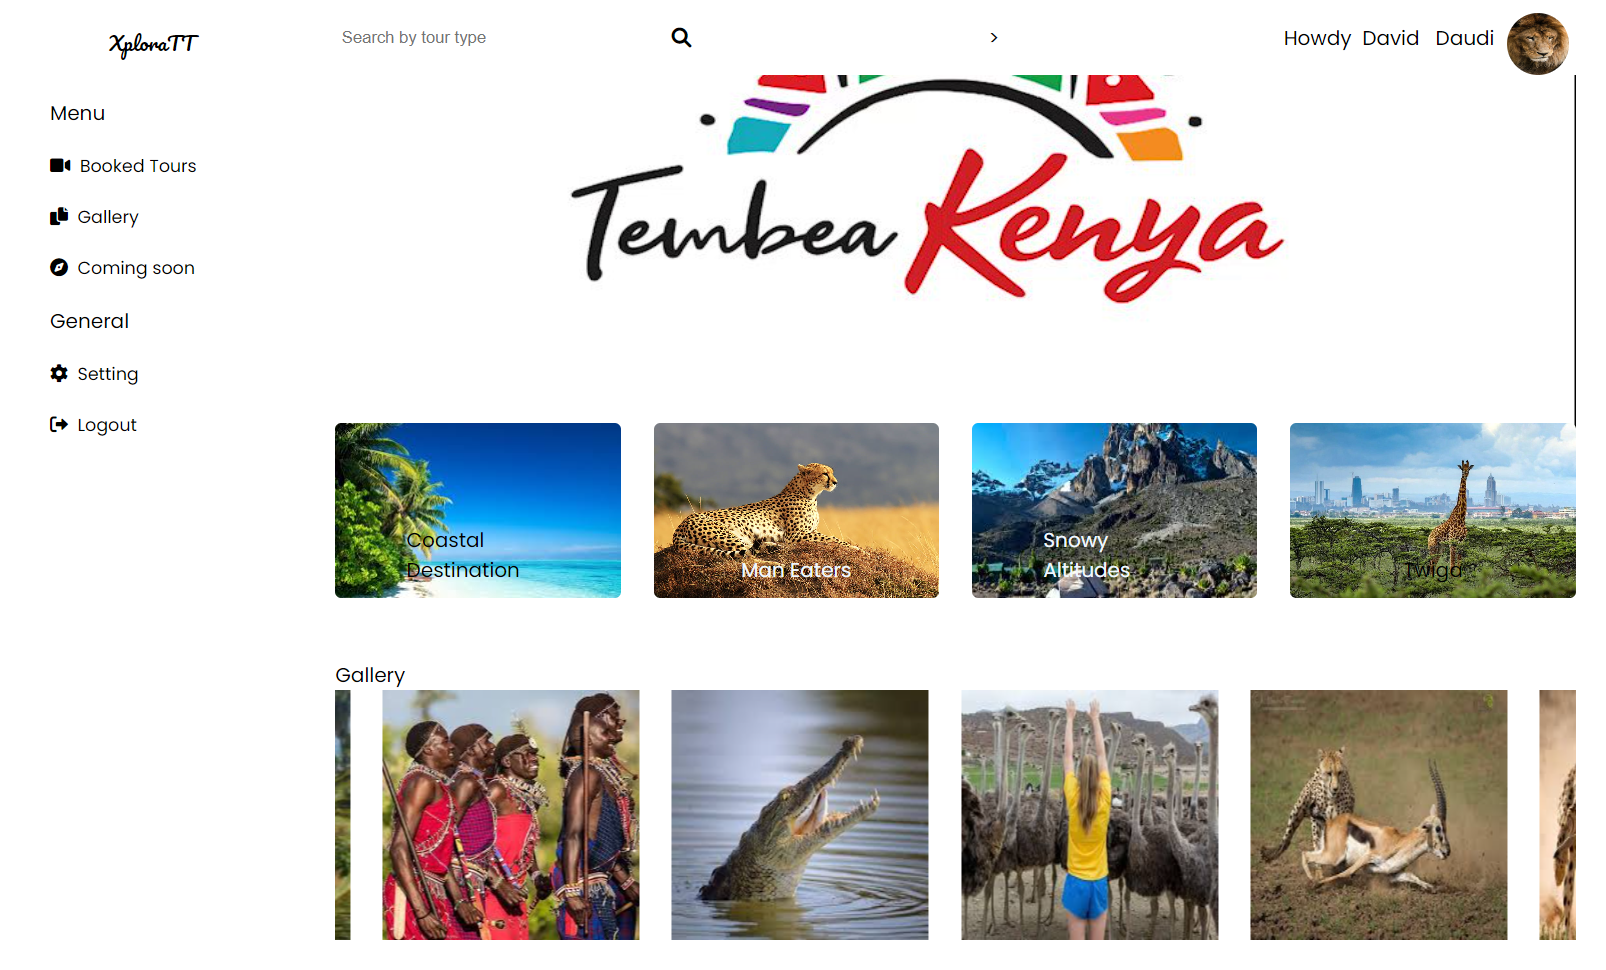 XploraTT
Search by tour type
>
Howdy David Daudi
Menu
Booked Tours
Gallery
Coming soon
General
Setting
Logout
Tembea Kenya
Coastal
Destination
Man Eaters
Snowy
Altitudes
Twiga
Gallery